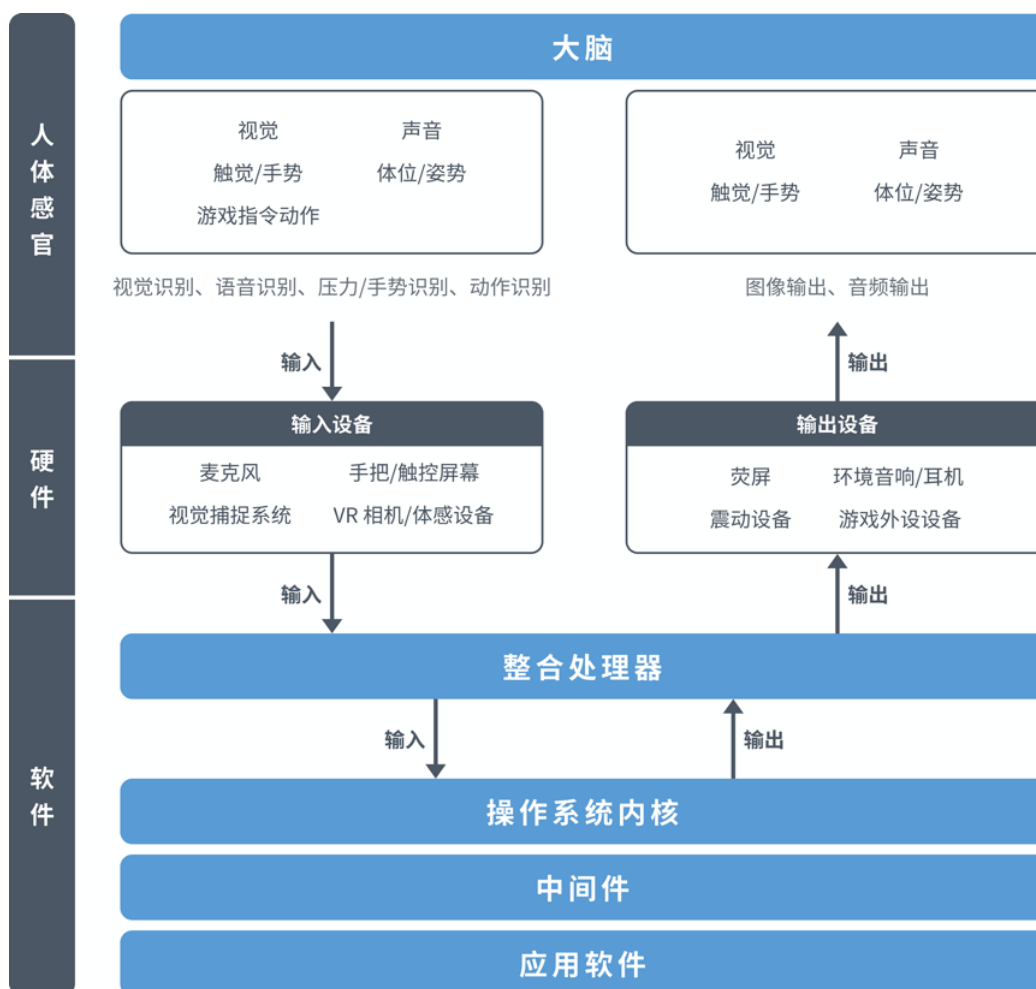 大脑
人体感官
视觉 声音
触觉/手势 体位/姿势
游戏指令动作
视觉 声音
触觉/手势 体位/姿势
视觉识别、语音识别、压力/手势识别、动作识别
图像输出、音频输出
输入
输出
硬件
输入设备
麦克风 手把/触控屏幕
视觉捕捉系统 VR 相机/体感设备
输出设备
荧屏 环境音响/耳机
震动设备 游戏外设设备
输入
输出
软件
整合处理器
输入
输出
操作系统内核
中间件
应用软件